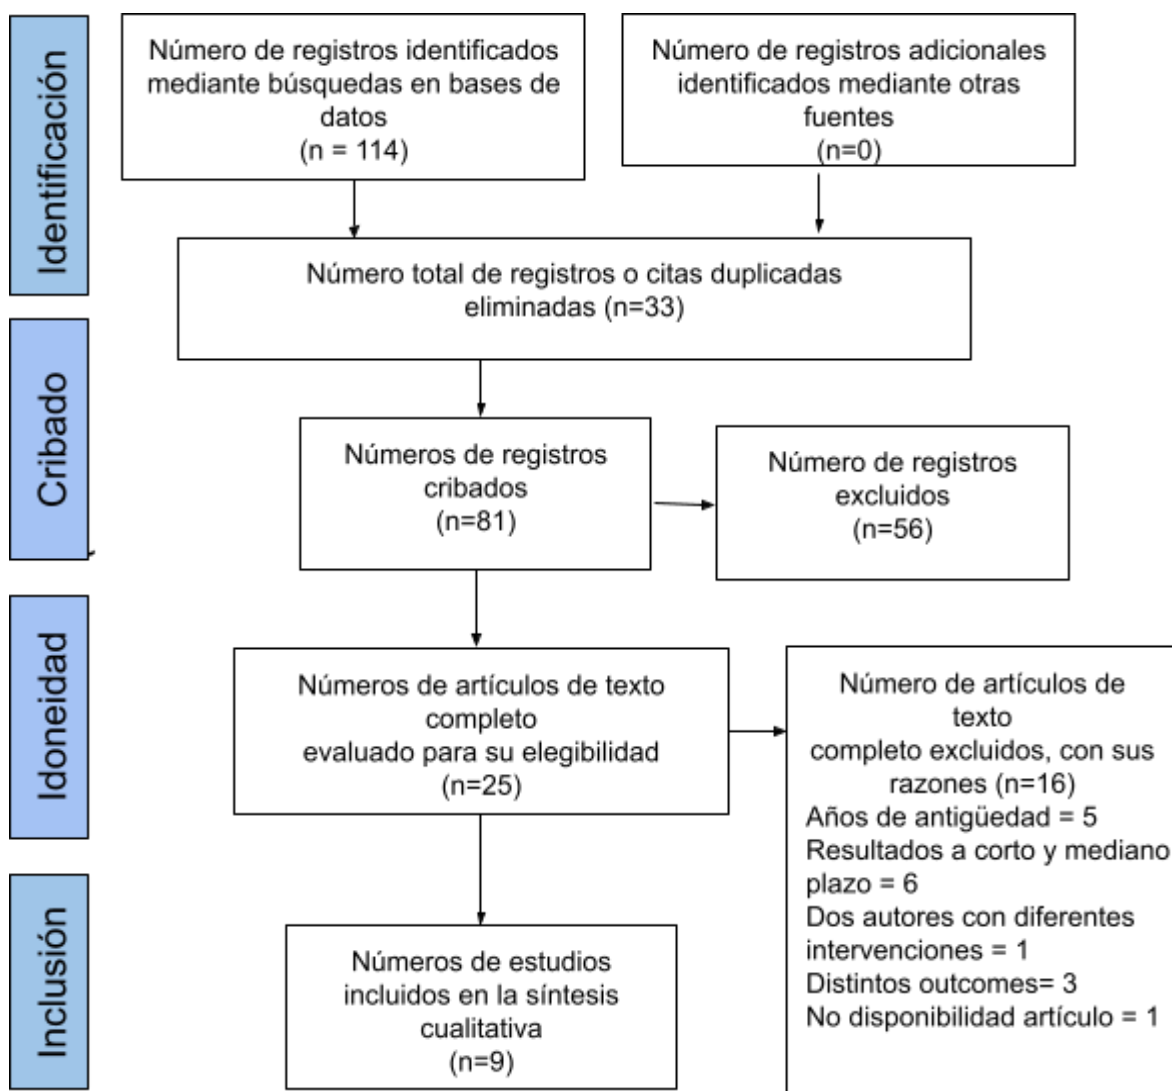 Identificación
Número de registros identificados
mediante búsquedas en bases de
datos
(n = 114)
Número de registros adicionales
identificados mediante otras
fuentes
(n=0)
Número total de registros o citas duplicadas
eliminadas (n=33)
Cribado
Números de registros
cribados
(n=81)
Número de registros
excluidos
(n=56)
Idoneidad
Números de artículos de texto
completo
evaluado para su elegibilidad
(n=25)
Número de artículos de
texto
completo excluidos, con sus
razones (n=16)
Años de antigüedad = 5
Resultados a corto y mediano
plazo = 6
Dos autores con diferentes
intervenciones = 1
Distintos outcomes= 3
No disponibilidad artículo = 1
Inclusión
Números de estudios
incluidos en la síntesis
cualitativa
(n=9)